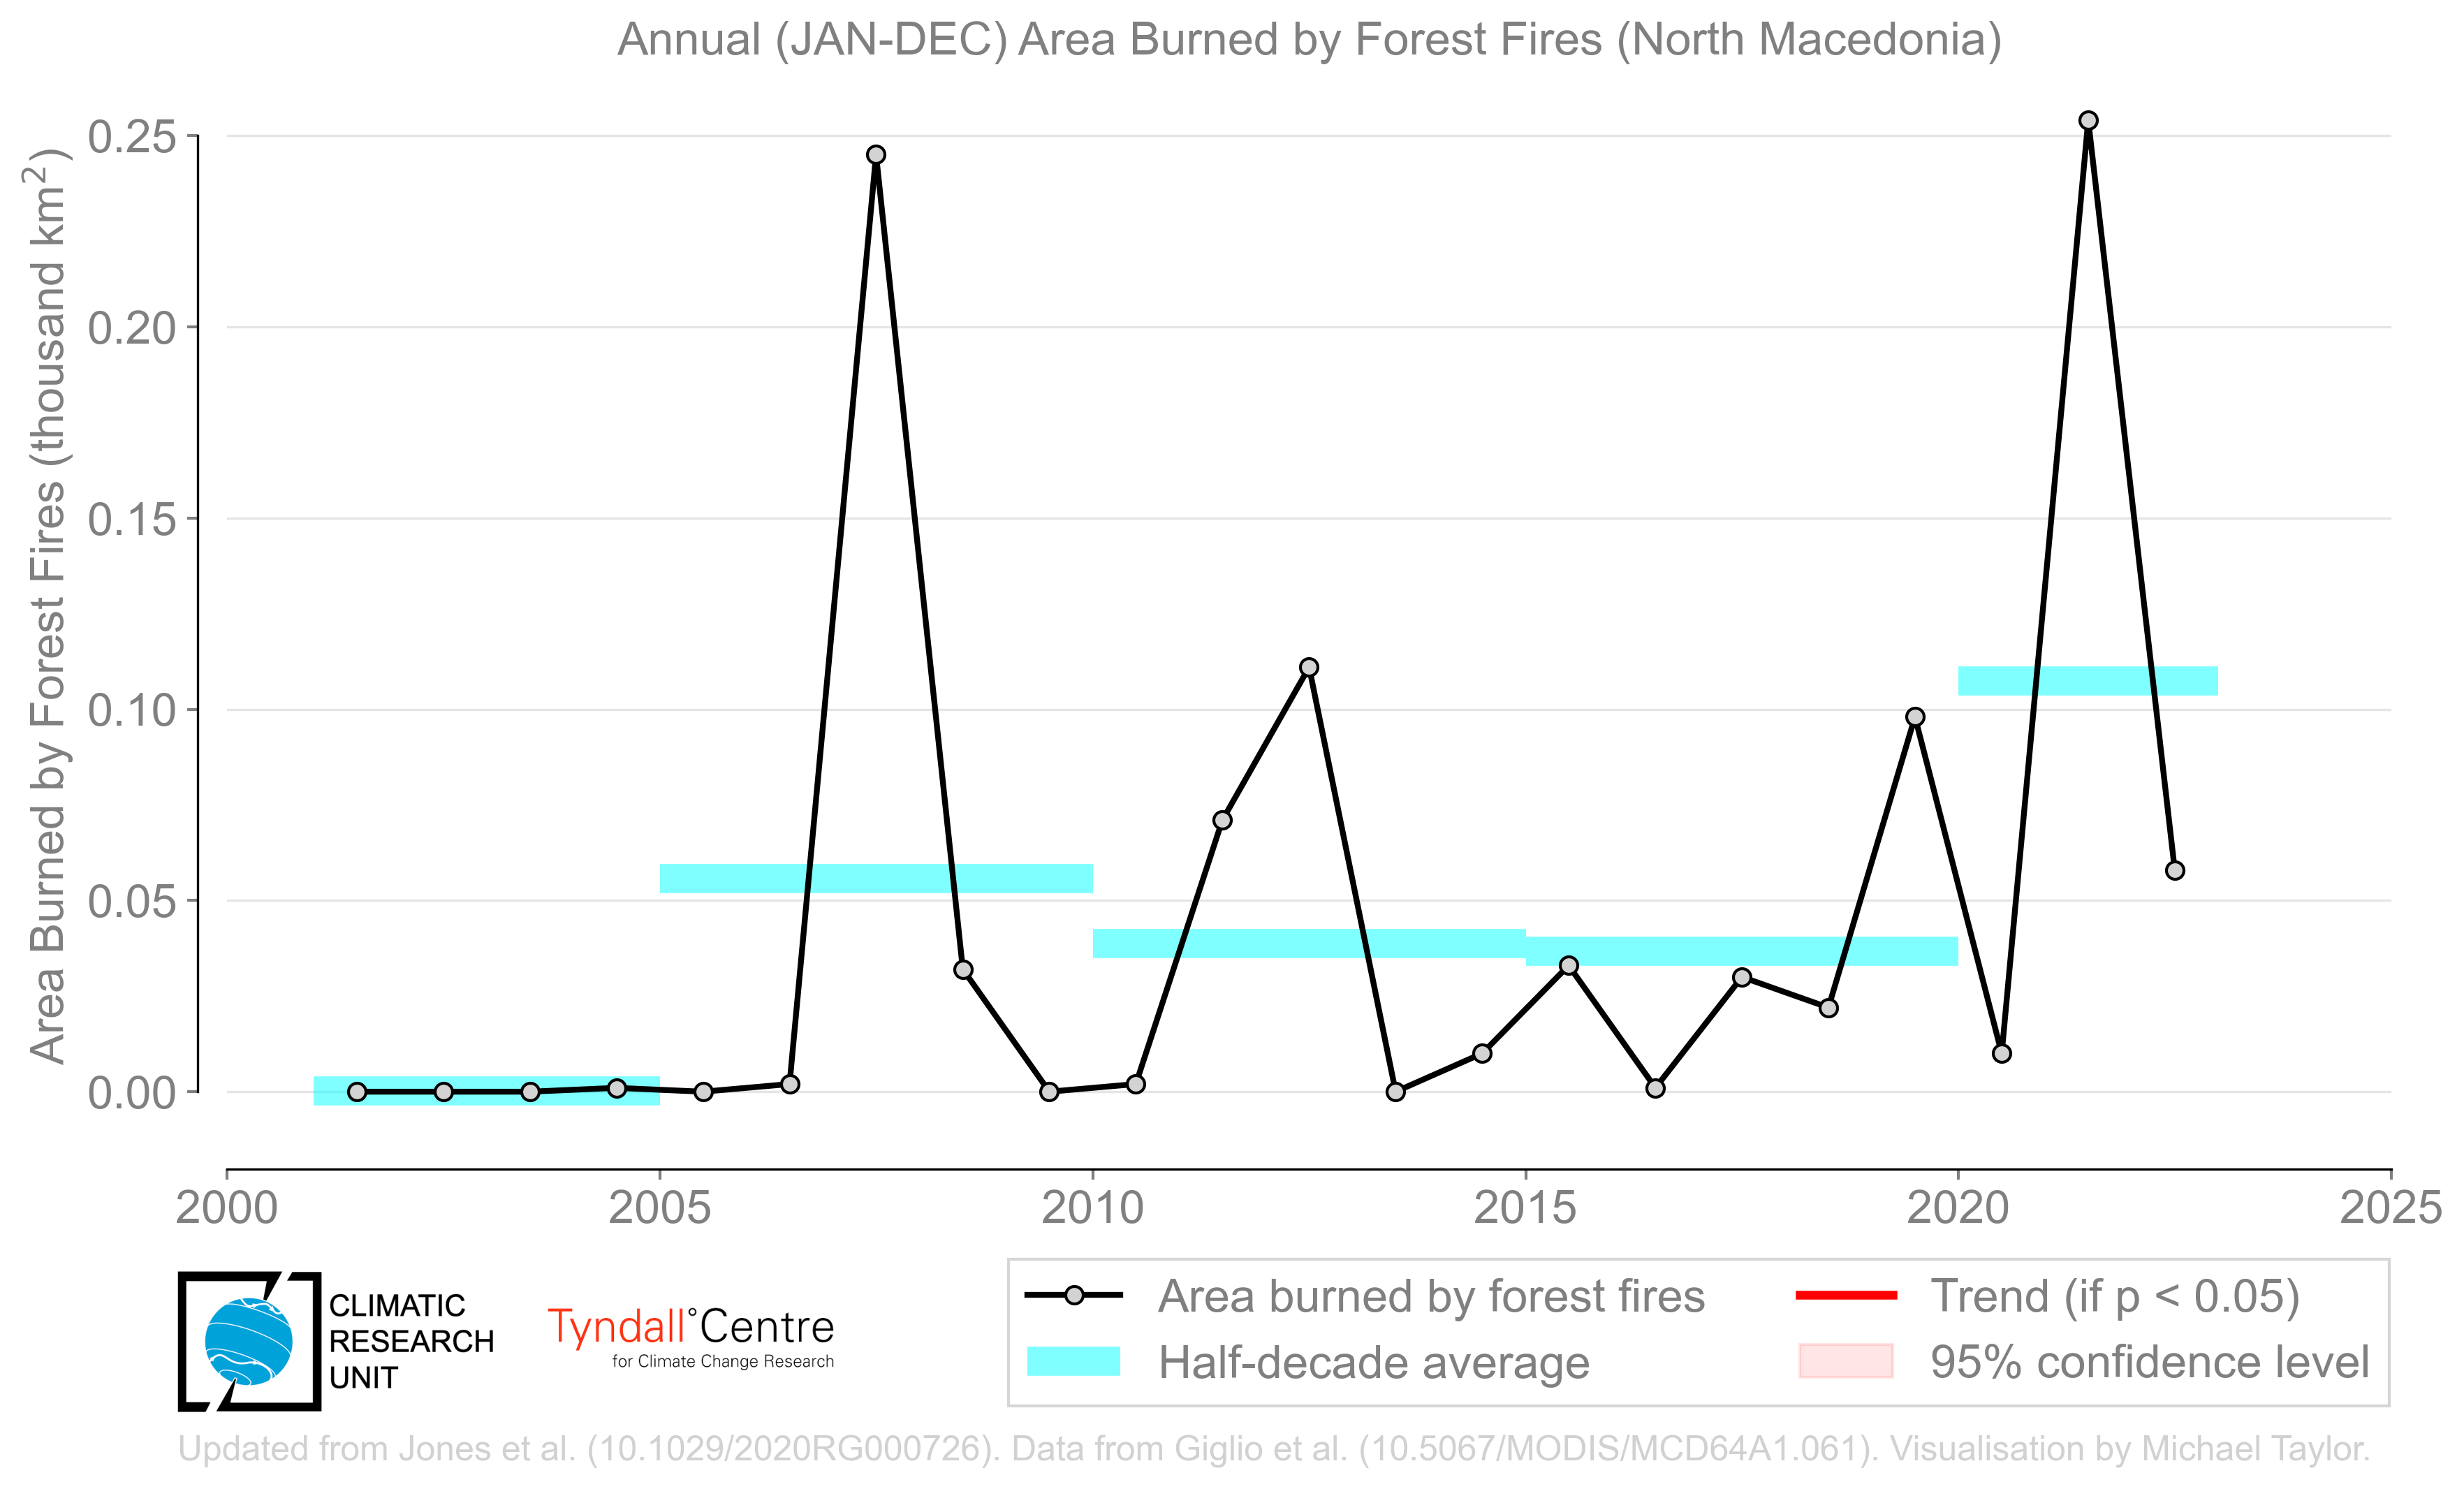 Annual (JAN-DEC) Area Burned by Forest Fires (North Macedonia)
Area Burned by Forest Fires (thousand km²)
0.25
0.20
0.15
0.10
0.05
0.00
2000 2005 2010 2015 2020 2025
CLIMATIC
RESEARCH
UNIT
Tyndall°Centre
for Climate Change Research
Area burned by forest fires
Half-decade average
Trend (if p < 0.05)
95% confidence level
Updated from Jones et al. (10.1029/2020RG000726). Data from Giglio et al. (10.5067/MODIS/MCD64A1.061). Visualisation by Michael Taylor.